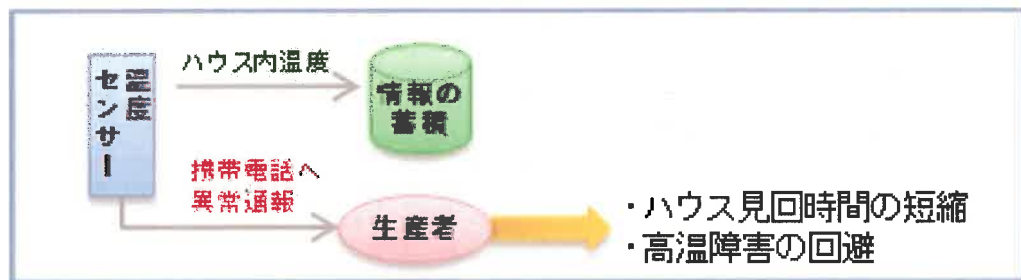 温度
センサー
ハウス内温度
情報の
蓄積
携帯電話へ
異常通報
生産者
・ハウス見回時間の短縮
・高温障害の回避